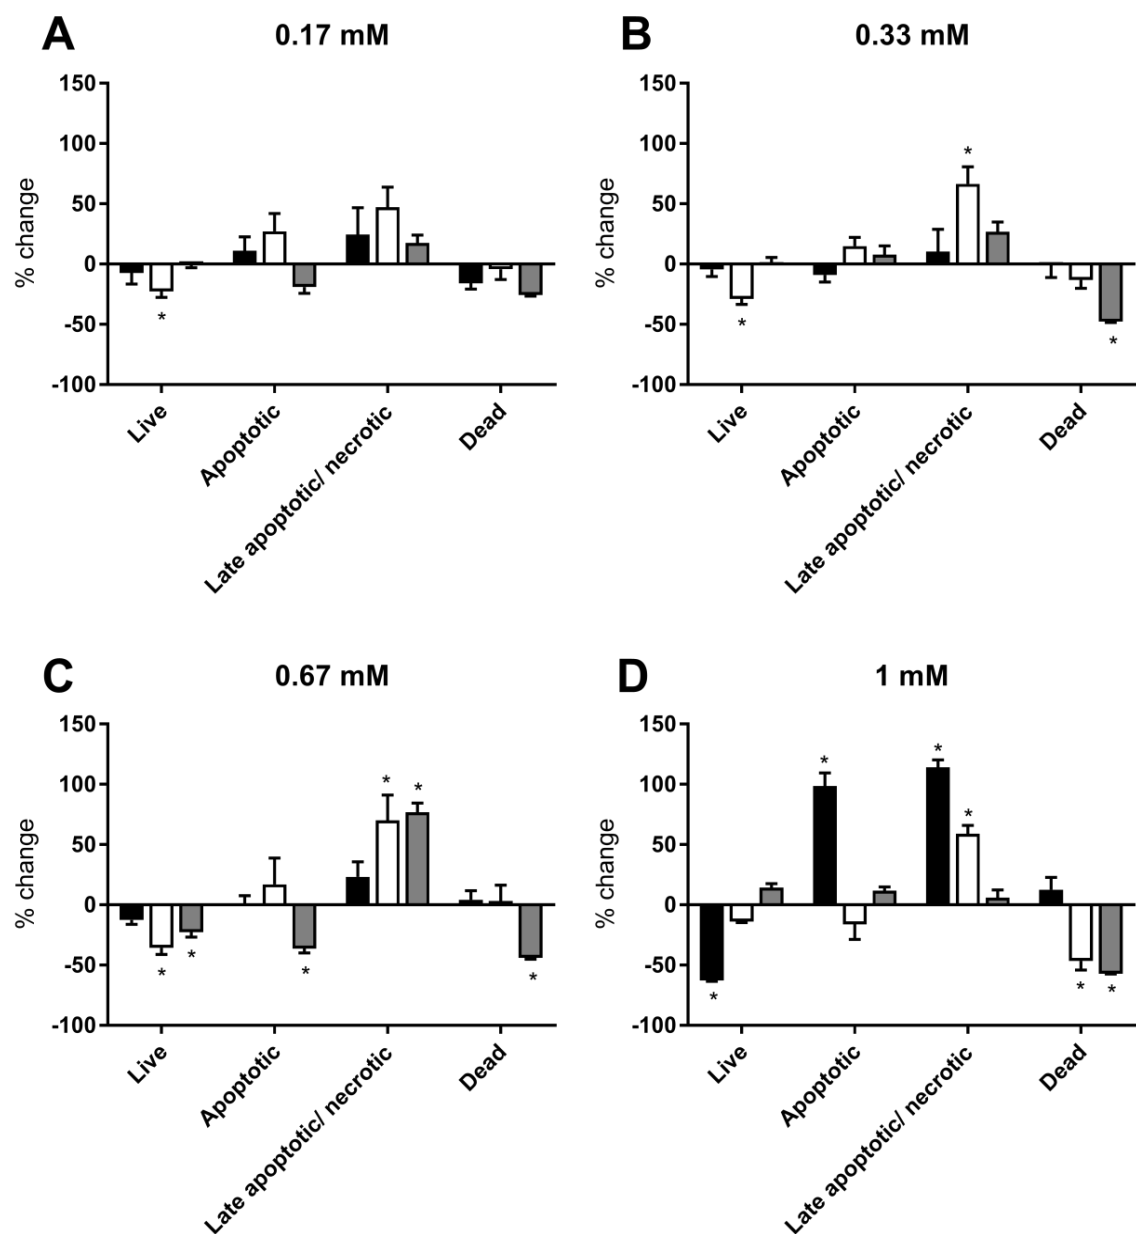 A 0.17 mM
% change
150
100
50
0
-50
-100
*
Live
Apoptotic
Late apoptotic/ necrotic
Dead
B 0.33 mM
% change
150
100
50
0
-50
-100
*
*
*
Live
Apoptotic
Late apoptotic/ necrotic
Dead
C 0.67 mM
% change
150
100
50
0
-50
-100
* *
* * * *
Live
Apoptotic
Late apoptotic/ necrotic
Dead
D 1 mM
% change
150
100
50
0
-50
-100
* *
*
* * *
Live
Apoptotic
Late apoptotic/ necrotic
Dead